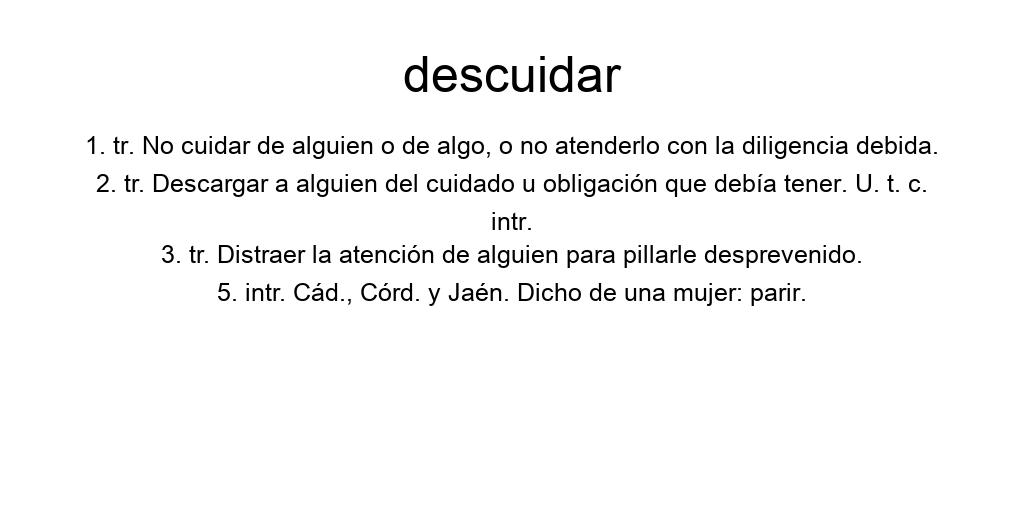 descuidar
1. tr. No cuidar de alguien o de algo, o no atenderlo con la diligencia debida.
2. tr. Descargar a alguien del cuidado u obligación que debía tener. U. t. c.
intr.
3. tr. Distraer la atención de alguien para pillarle desprevenido.
5. intr. Cád., Córd. y Jaén. Dicho de una mujer: parir.